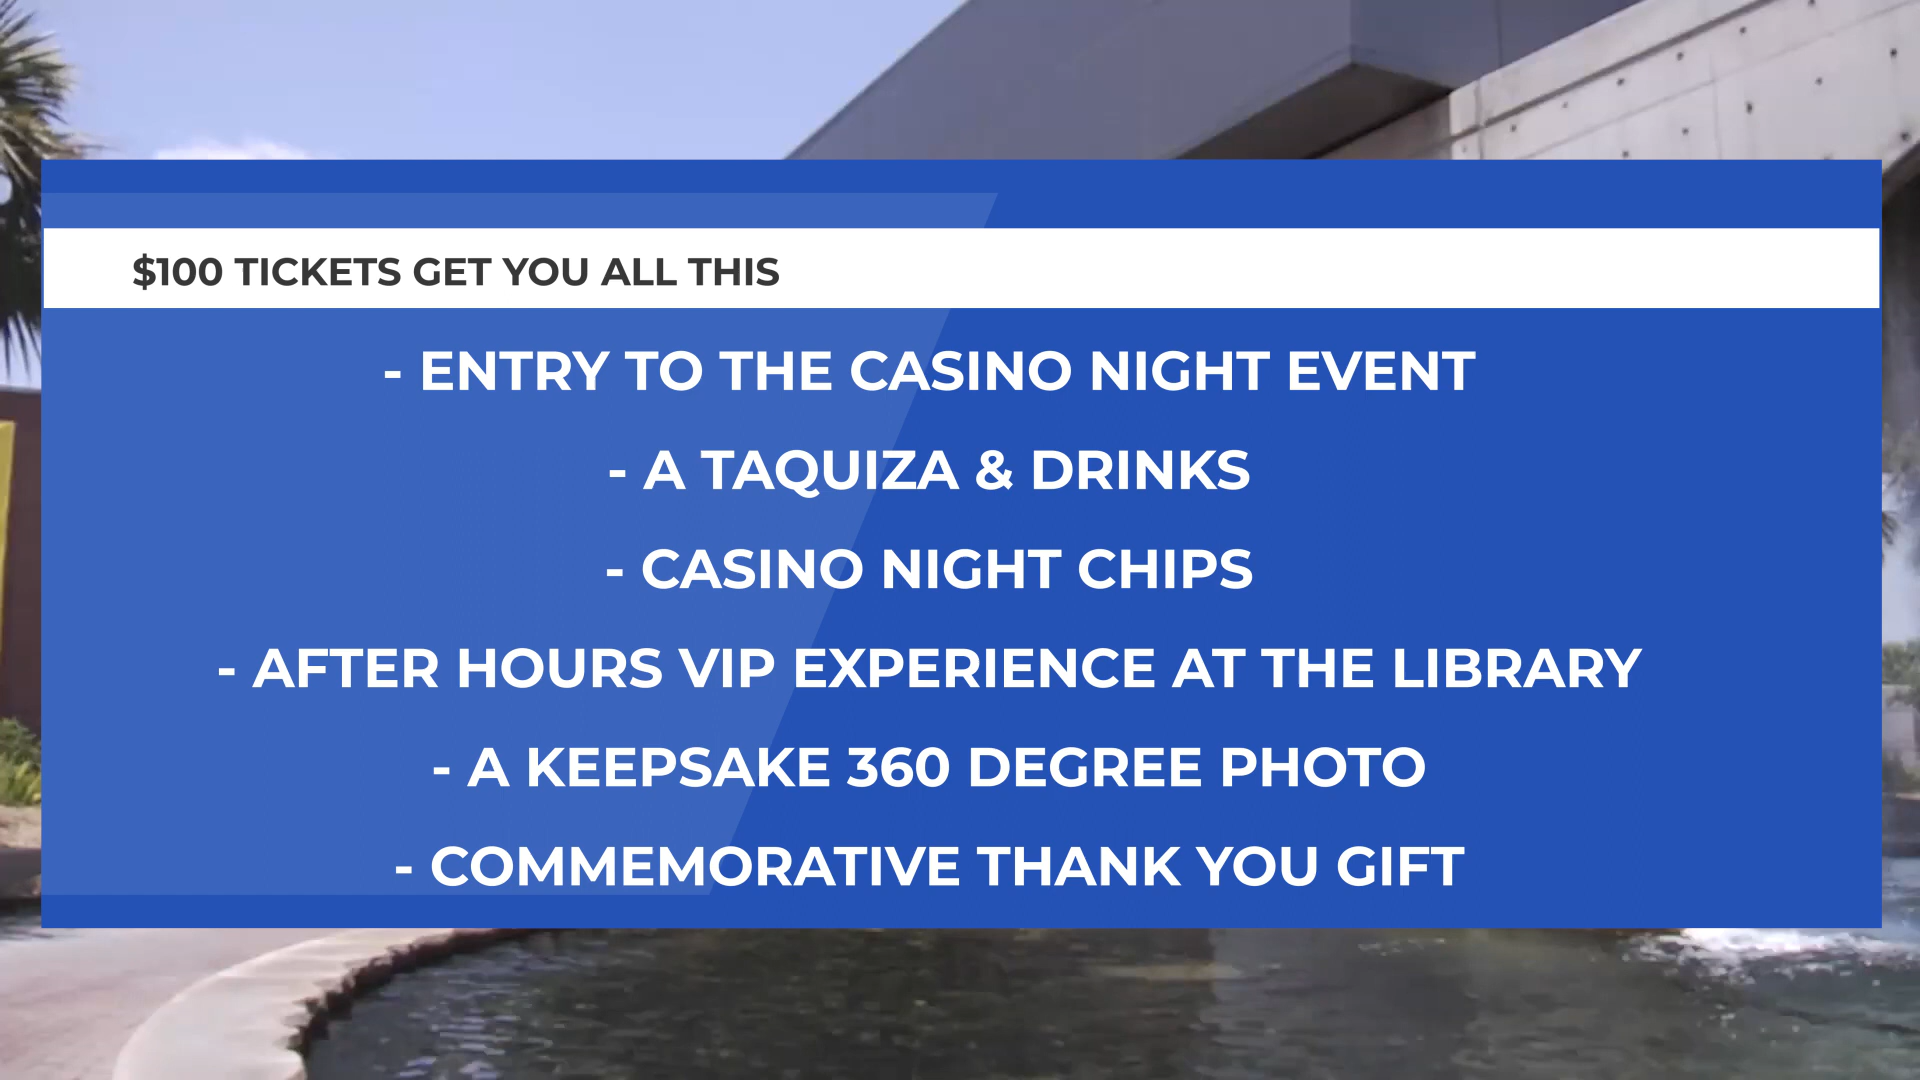 $100 TICKETS GET YOU ALL THIS
- ENTRY TO THE CASINO NIGHT EVENT
- A TAQUIZA & DRINKS
- CASINO NIGHT CHIPS
- AFTER HOURS VIP EXPERIENCE AT THE LIBRARY
- A KEEPSAKE 360 DEGREE PHOTO
- COMMEMORATIVE THANK YOU GIFT